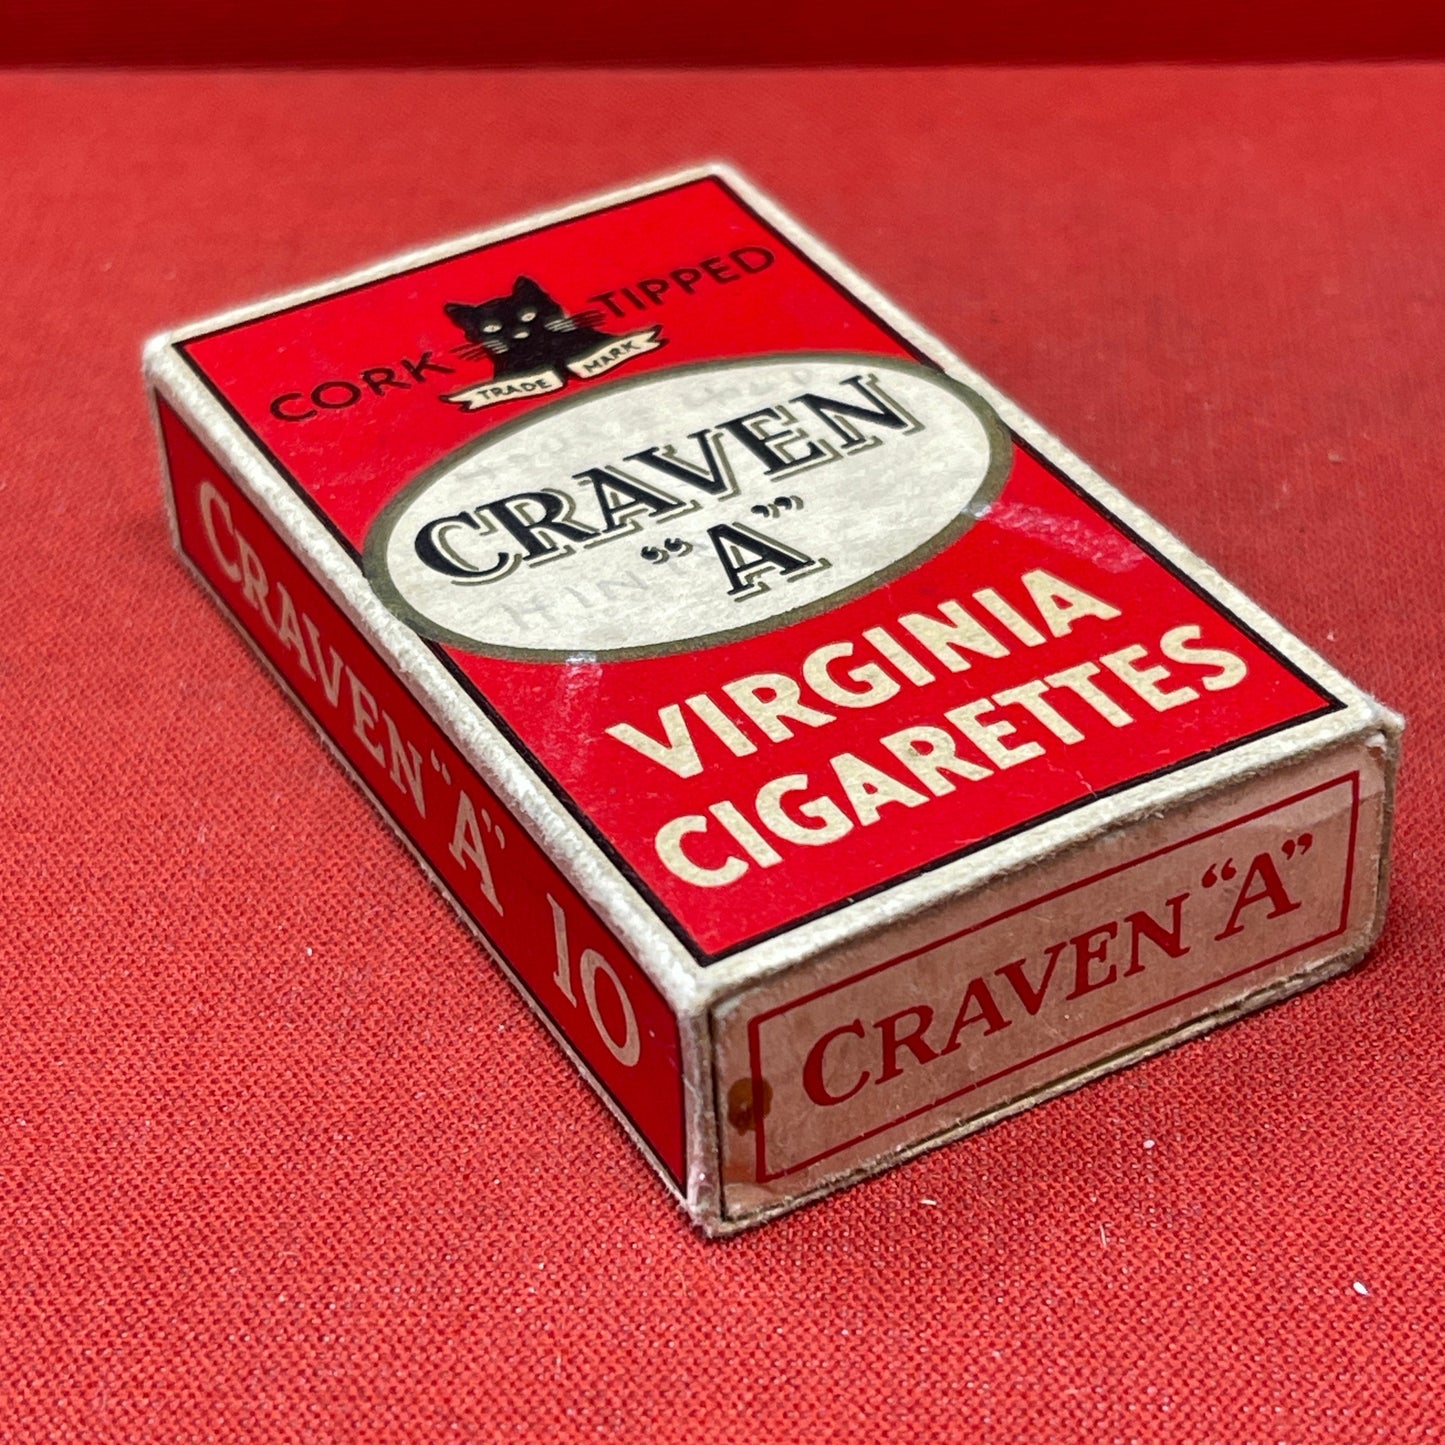 CORK TIPPED
TRADE MARK
CRAVEN
“A”
VIRGINIA
CIGARETTES
CRAVEN “A” 10
CRAVEN “A”